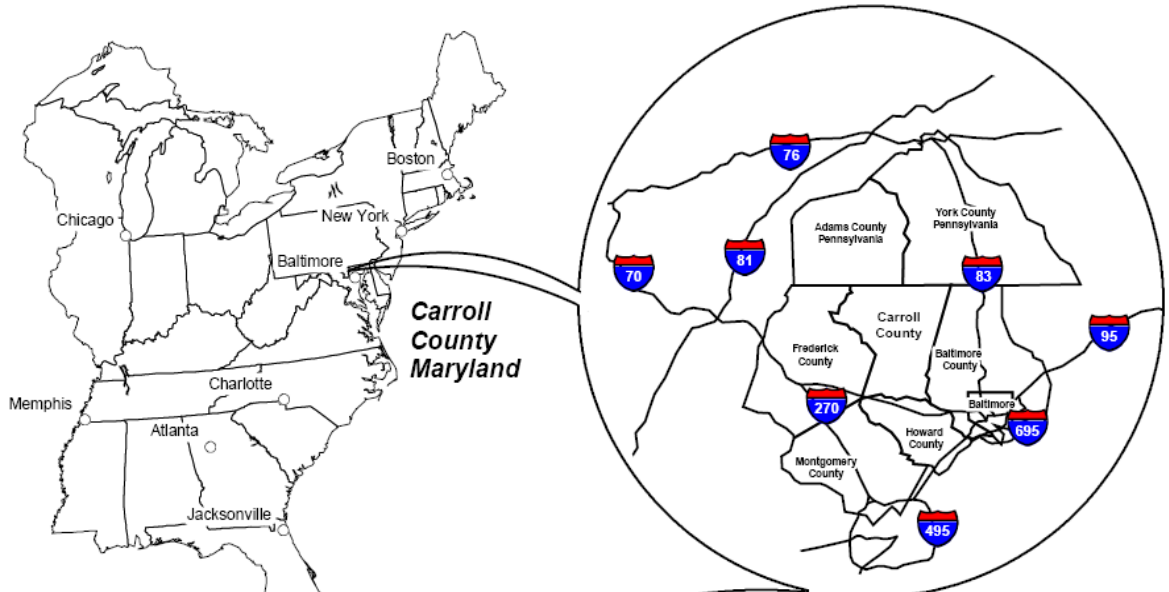 Boston
Chicago
New York
Baltimore
Carroll
County
Maryland
Charlotte
Memphis
Atlanta
Jacksonville
76
Adams County
Pennsylvania
York County
Pennsylvania
81
70
83
Carroll
County
95
Frederick
County
Baltimore
County
270
Baltimore
695
Howard
County
Montgomery
County
495